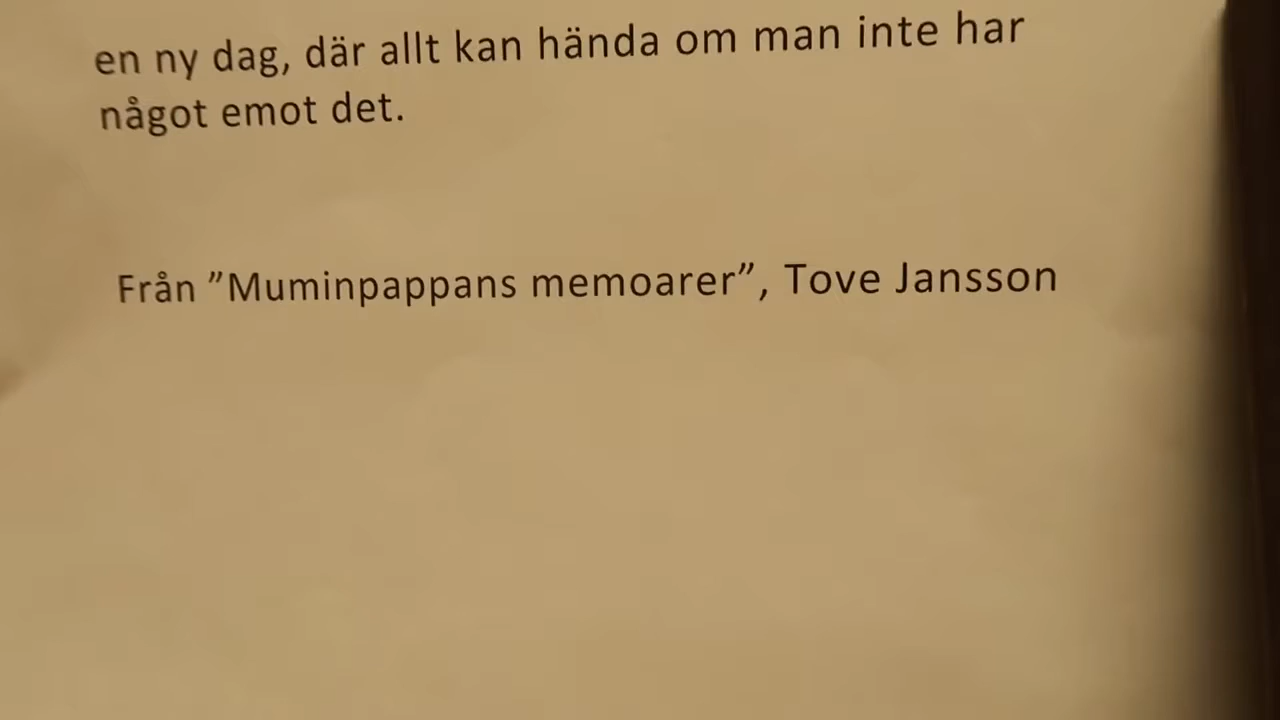 en ny dag, där allt kan hända om man inte har
något emot det.
Från ”Muminpappans memoarer”, Tove Jansson